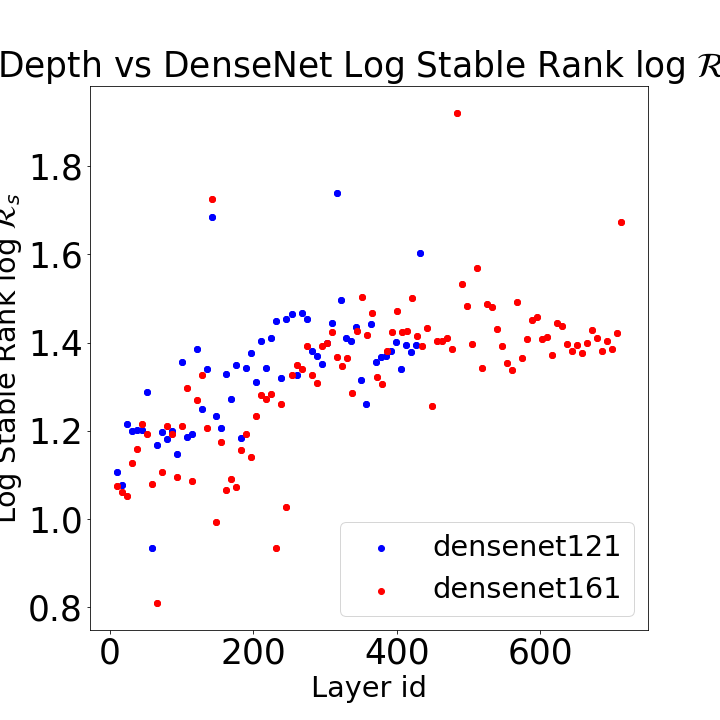 Depth vs DenseNet Log Stable Rank log ℛ
Log Stable Rank log ℛₛ
1.8
1.6
1.4
1.2
1.0
0.8
0
200
400
600
Layer id
densenet121
densenet161